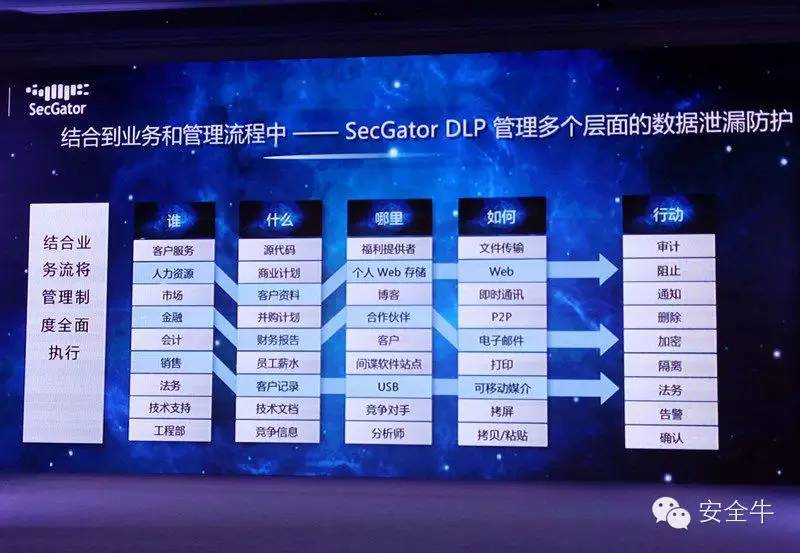 SecGator
结合到业务和管理流程中 —— SecGator DLP 管理多个层面的数据泄漏防护
结合业
务流将
管理制
度全面
执行
谁
客户服务
人力资源
市场
金融
会计
销售
法务
技术支持
工程部
什么
源代码
商业计划
客户资料
并购计划
财务报告
员工薪水
客户记录
技术文档
竞争信息
哪里
福利提供者
个人 Web 存储
博客
合作伙伴
客户
间谍软件站点
USB
竞争对手
分析师
如何
文件传输
Web
即时通讯
P2P
电子邮件
打印
可移动媒介
拷屏
拷贝/粘贴
行动
审计
阻止
通知
删除
加密
隔离
法务
告警
确认
安全牛